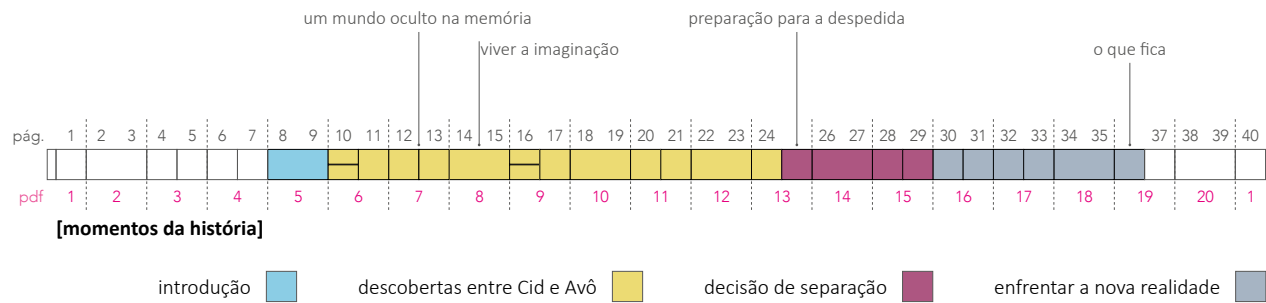 um mundo oculto na memória
preparação para a despedida
viver a imaginação
o que fica
pág. 1 2 3 4 5 6 7 8 9 10 11 12 13 14 15 16 17 18 19 20 21 22 23 24 26 27 28 29 30 31 32 33 34 35 37 38 39 40
pdf 1 2 3 4 5 6 7 8 9 10 11 12 13 14 15 16 17 18 19 20 1
[momentos da história]
introdução descobertas entre Cid e Avô decisão de separação enfrentar a nova realidade